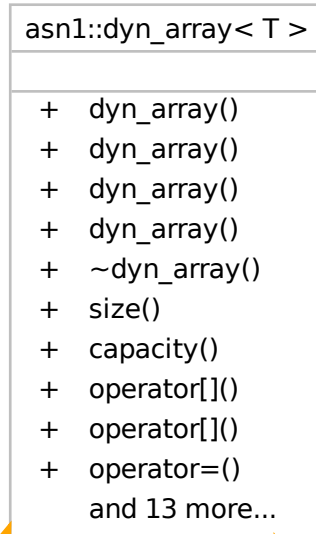 asn1::dyn_array< T >
+ dyn_array()
+ dyn_array()
+ dyn_array()
+ dyn_array()
+ ~dyn_array()
+ size()
+ capacity()
+ operator[]()
+ operator[]()
+ operator=()
and 13 more...